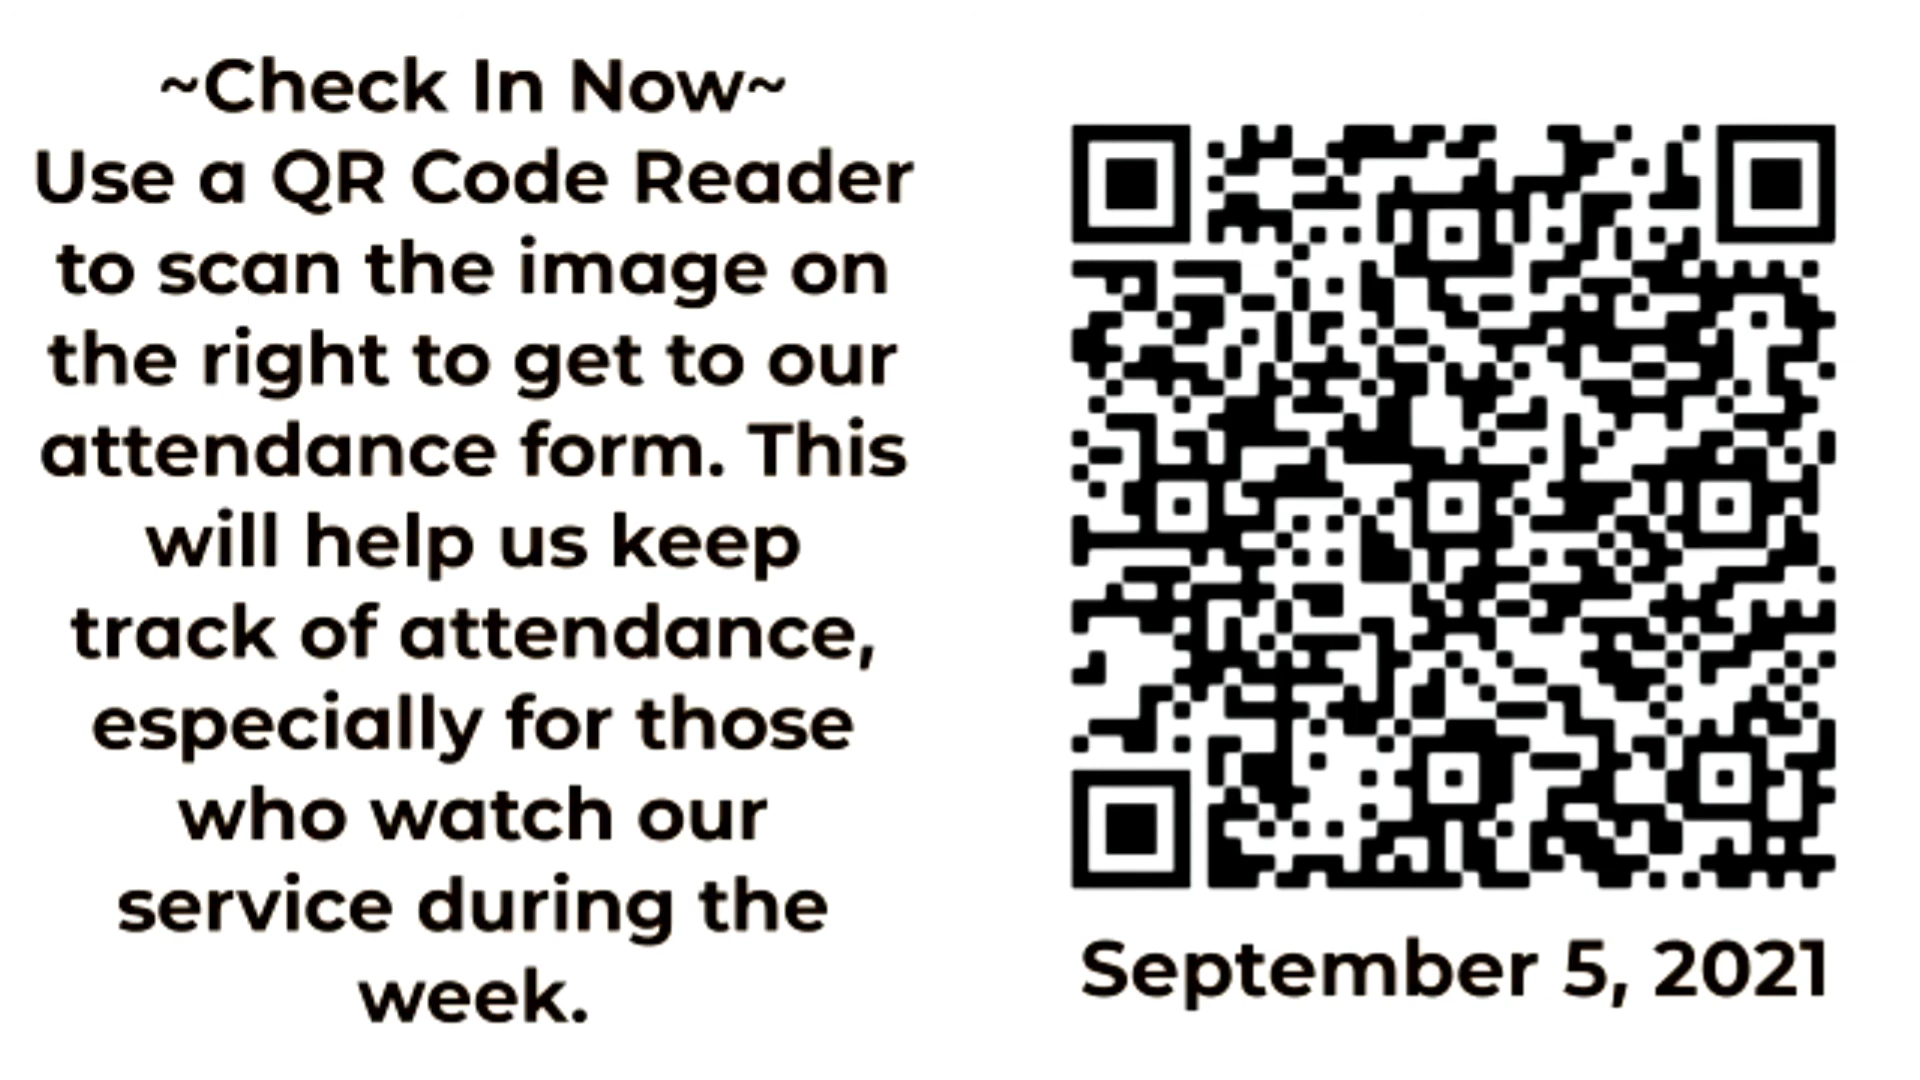 ~Check In Now~
Use a QR Code Reader
to scan the image on
the right to get to our
attendance form. This
will help us keep
track of attendance,
especially for those
who watch our
service during the
week.
September 5, 2021